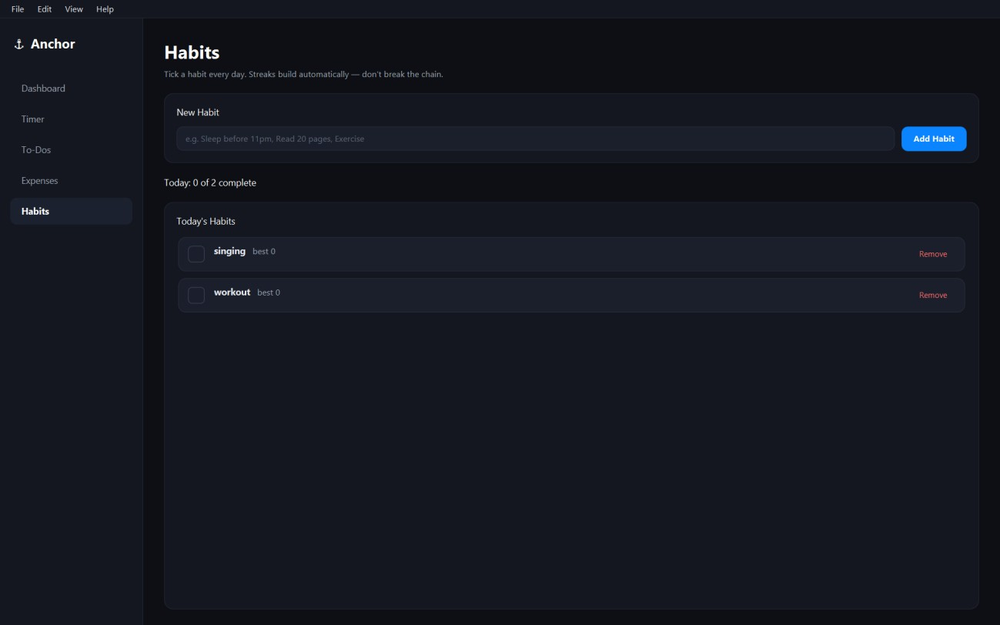 File Edit View Help
⚓ Anchor
Dashboard
Timer
To-Dos
Expenses
Habits
Habits
Tick a habit every day. Streaks build automatically — don't break the chain.
New Habit
e.g. Sleep before 11pm, Read 20 pages, Exercise
Add Habit
Today: 0 of 2 complete
Today's Habits
singing best 0 Remove
workout best 0 Remove